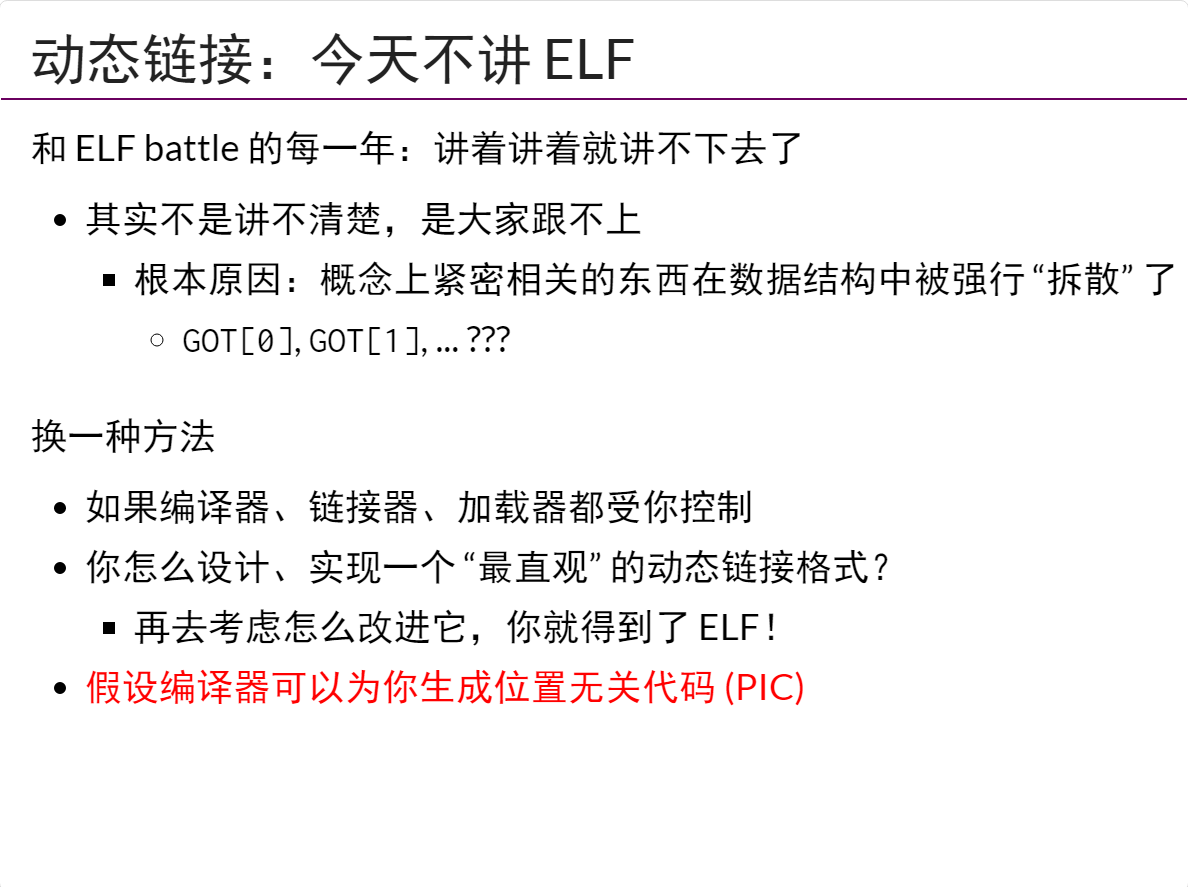 动态链接：今天不讲 ELF
和 ELF battle 的每一年：讲着讲着就讲不下去了
其实不是讲不清楚，是大家跟不上
根本原因：概念上紧密相关的东西在数据结构中被强行 “拆散” 了
GOT[0], GOT[1], ... ???
换一种方法
如果编译器、链接器、加载器都受你控制
你怎么设计、实现一个 “最直观” 的动态链接格式？
再去考虑怎么改进它，你就得到了 ELF！
假设编译器可以为你生成位置无关代码 (PIC)